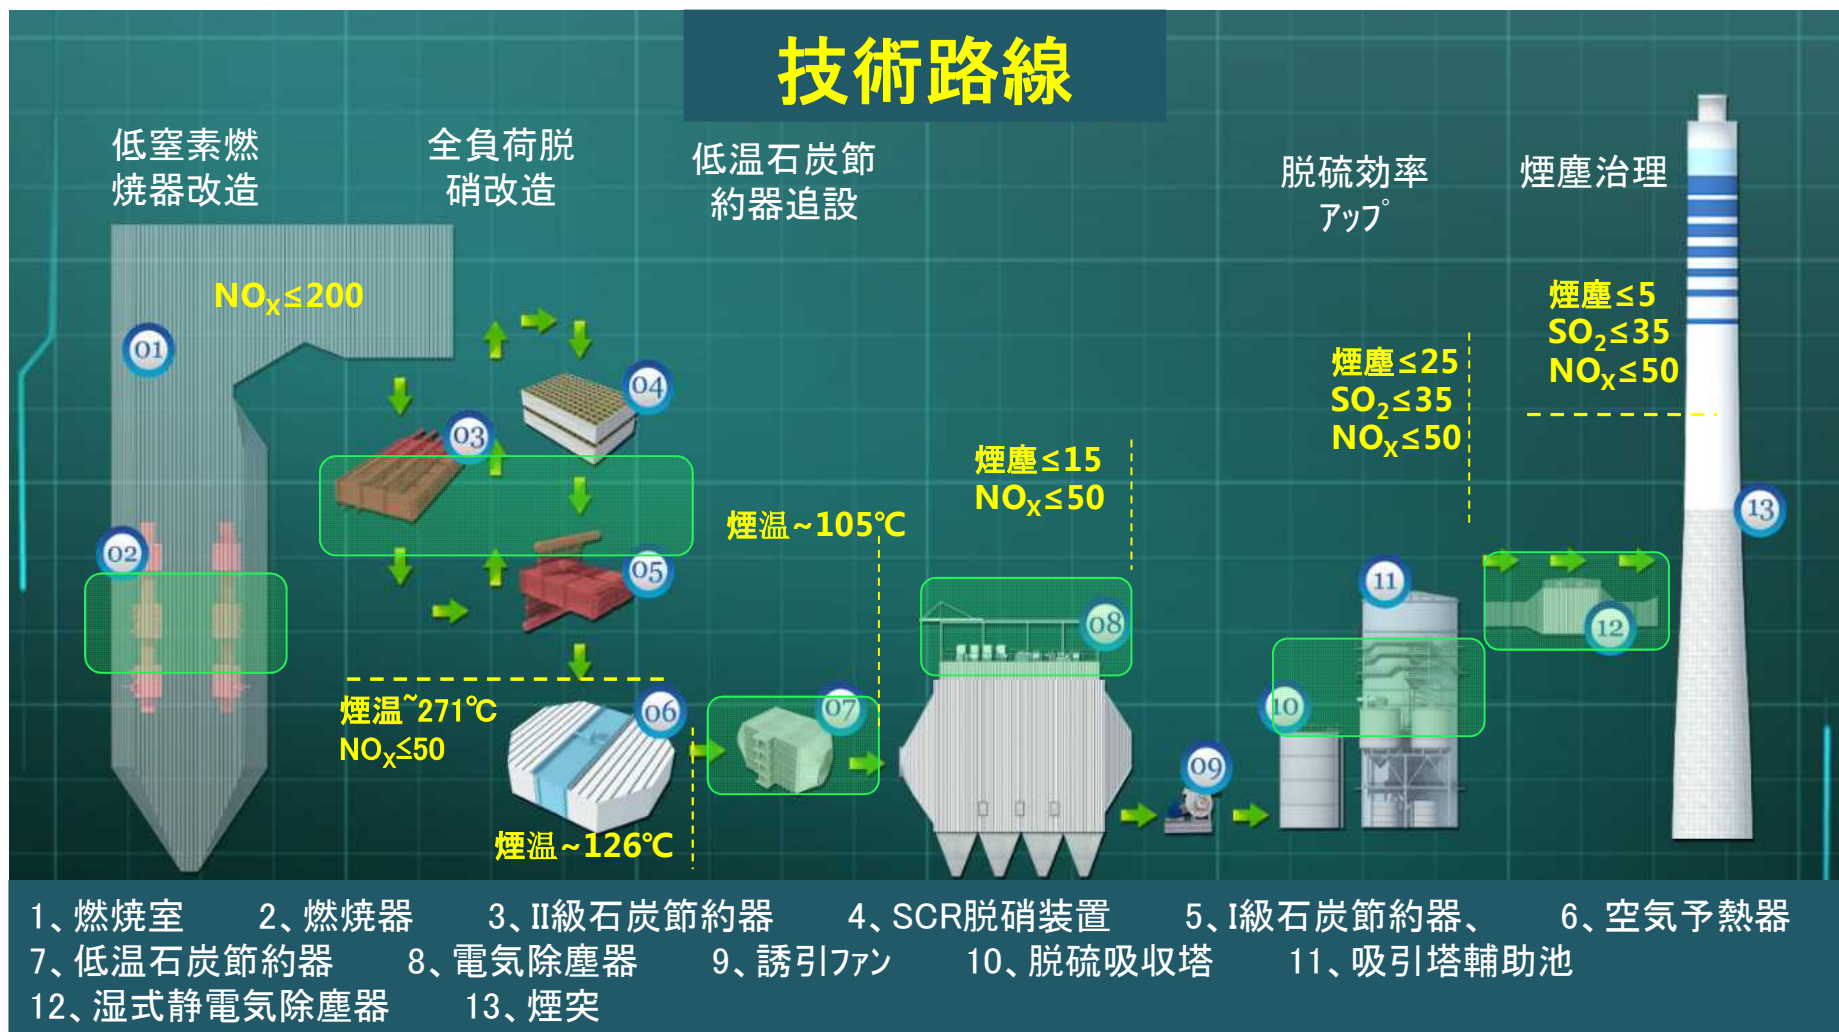 技術路線
低窒素燃
焼器改造
全負荷脱
硝改造
低温石炭節
約器追設
脱硫効率
アップ
煙塵治理
NOX≤200
01
02
03
04
05
煙温~271℃
NOX≤50
06
煙温~126℃
煙温~105℃
07
煙塵≤15
NOX≤50
08
09
煙塵≤25
SO2≤35
NOX≤50
10
11
煙塵≤5
SO2≤35
NOX≤50
12
13
1、燃焼室 2、燃焼器 3、II級石炭節約器 4、SCR脱硝装置 5、I級石炭節約器、 6、空気予熱器
7、低温石炭節約器 8、電気除塵器 9、誘引ファン 10、脱硫吸収塔 11、吸引塔輔助池
12、湿式静電気除塵器 13、煙突